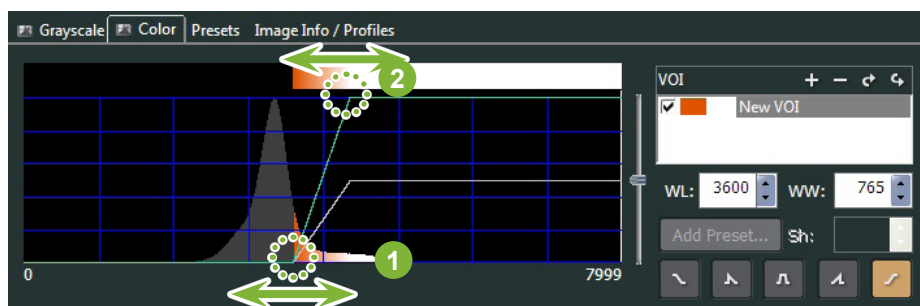 Grayscale Color Presets Image Info / Profiles
2
VOI + −
New VOI
WL: 3600 WW: 765
Add Preset... Sh:
1
0 7999